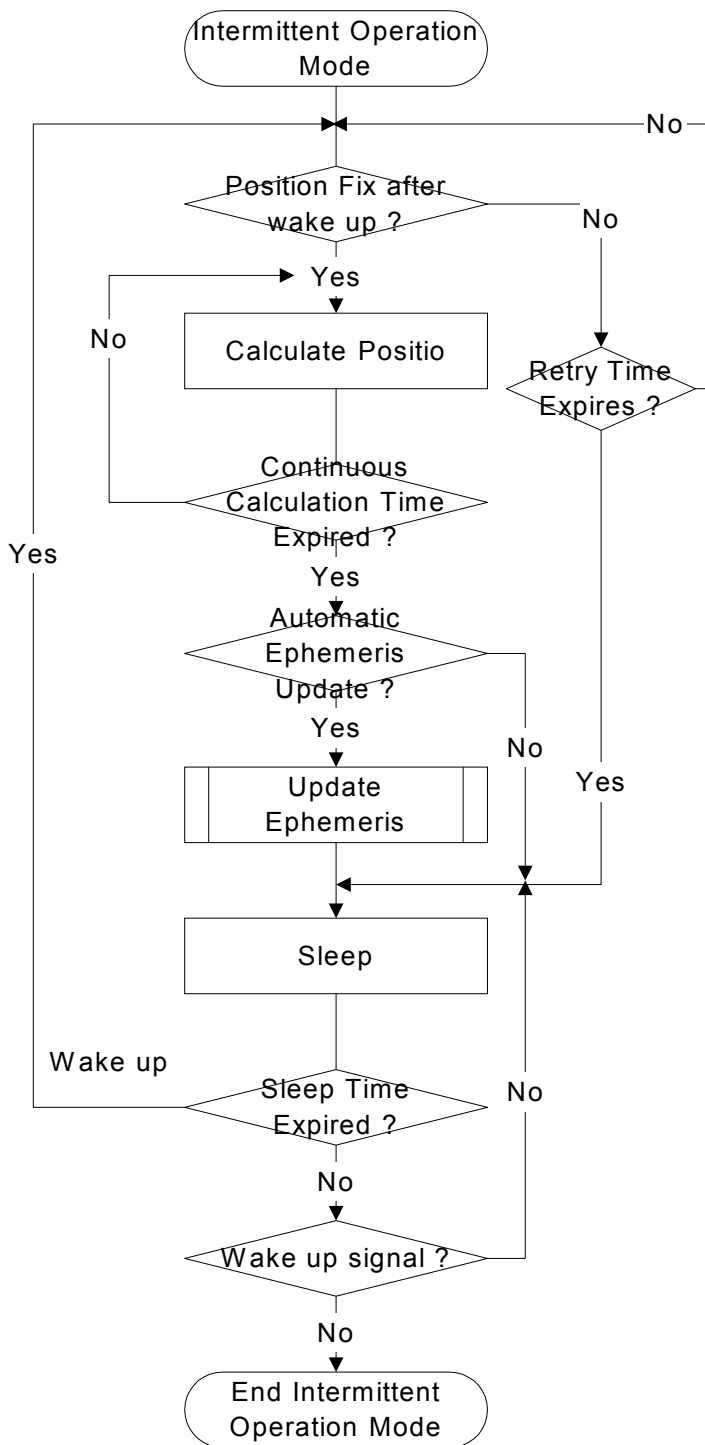 Intermittent Operation
Mode
No
Position Fix after
wake up ?
No
Yes
No
Calculate Positio
Retry Time
Expires ?
Continuous
Calculation Time
Expired ?
Yes
Yes
Automatic
Ephemeris
Update ?
Yes
No
Yes
Update
Ephemeris
Sleep
Wake up
Sleep Time
Expired ?
No
No
Wake up signal ?
No
End Intermittent
Operation Mode